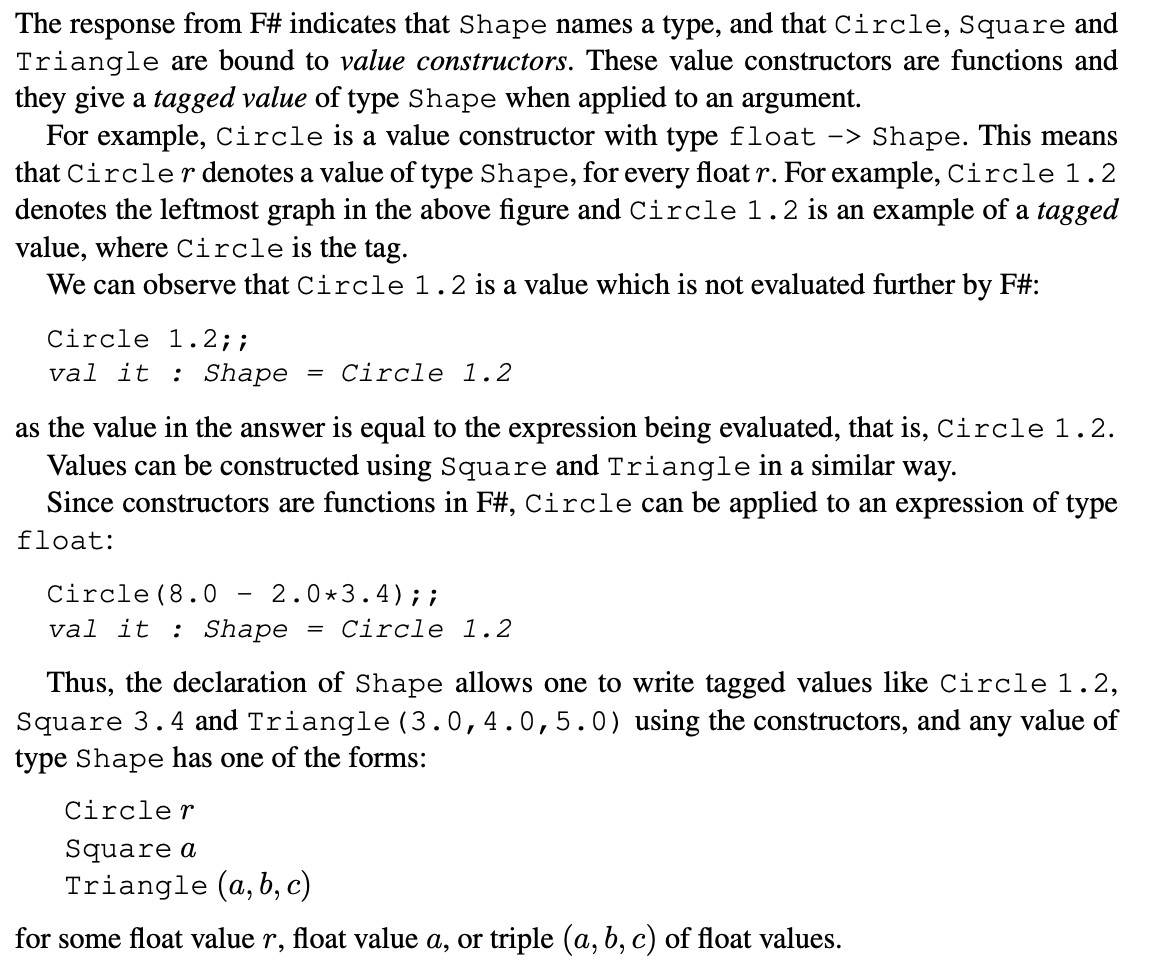 The response from F# indicates that Shape names a type, and that Circle, Square and
Triangle are bound to value constructors. These value constructors are functions and
they give a tagged value of type Shape when applied to an argument.
For example, Circle is a value constructor with type float -> Shape. This means
that Circle r denotes a value of type Shape, for every float r. For example, Circle 1.2
denotes the leftmost graph in the above figure and Circle 1.2 is an example of a tagged
value, where Circle is the tag.
We can observe that Circle 1.2 is a value which is not evaluated further by F#:
Circle 1.2;;
val it : Shape = Circle 1.2
as the value in the answer is equal to the expression being evaluated, that is, Circle 1.2.
Values can be constructed using Square and Triangle in a similar way.
Since constructors are functions in F#, Circle can be applied to an expression of type
float:
Circle(8.0 - 2.0*3.4);;
val it : Shape = Circle 1.2
Thus, the declaration of Shape allows one to write tagged values like Circle 1.2,
Square 3.4 and Triangle(3.0,4.0,5.0) using the constructors, and any value of
type Shape has one of the forms:
Circle r
Square a
Triangle (a, b, c)
for some float value r, float value a, or triple (a, b, c) of float values.